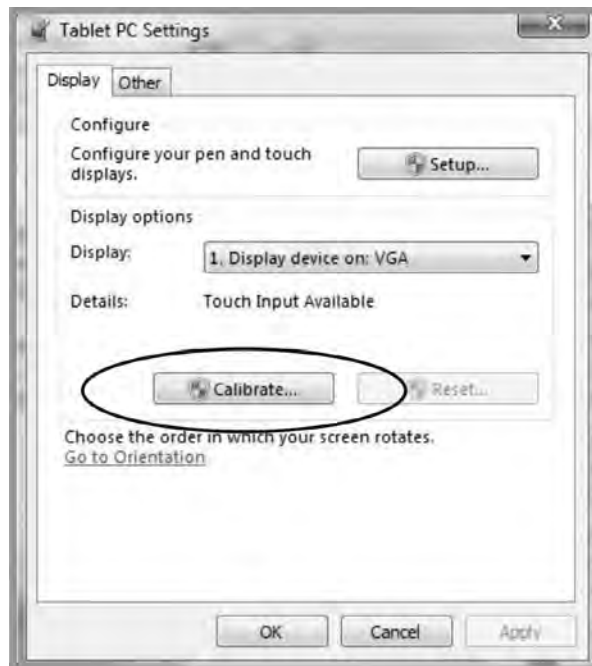 Tablet PC Settings
Display Other
Configure
Configure your pen and touch
displays.
Setup...
Display options
Display: 1. Display device on: VGA
Details: Touch Input Available
Calibrate... Reset...
Choose the order in which your screen rotates.
Go to Orientation
OK Cancel Apply